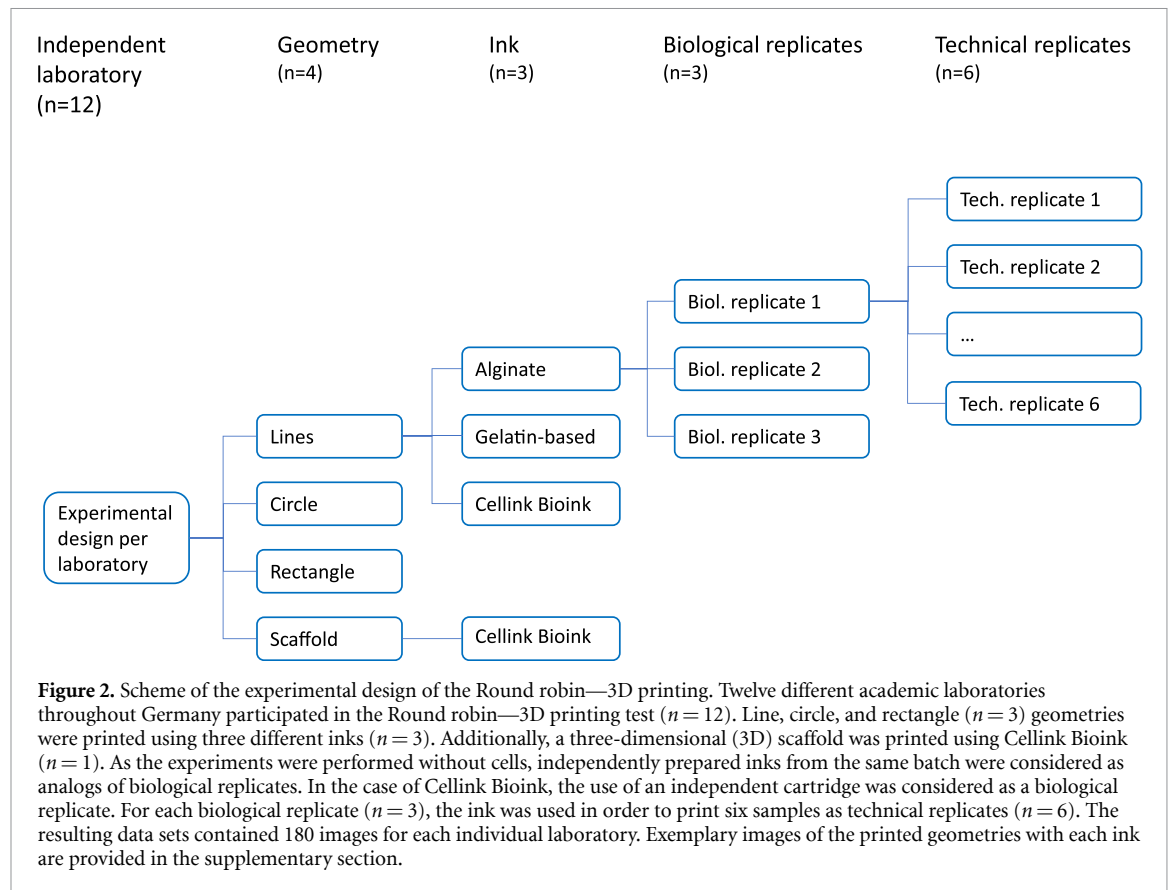 Independent
laboratory
(n=12)
Geometry
(n=4)
Ink
(n=3)
Biological replicates
(n=3)
Technical replicates
(n=6)
Tech. replicate 1
Tech. replicate 2
...
Tech. replicate 6
Biol. replicate 1
Biol. replicate 2
Biol. replicate 3
Alginate
Gelatin-based
Cellink Bioink
Lines
Circle
Rectangle
Scaffold
Cellink Bioink
Experimental
design per
laboratory
Figure 2. Scheme of the experimental design of the Round robin—3D printing. Twelve different academic laboratories
throughout Germany participated in the Round robin—3D printing test (n = 12). Line, circle, and rectangle (n = 3) geometries
were printed using three different inks (n = 3). Additionally, a three-dimensional (3D) scaffold was printed using Cellink Bioink
(n = 1). As the experiments were performed without cells, independently prepared inks from the same batch were considered as
analogs of biological replicates. In the case of Cellink Bioink, the use of an independent cartridge was considered as a biological
replicate. For each biological replicate (n = 3), the ink was used in order to print six samples as technical replicates (n = 6). The
resulting data sets contained 180 images for each individual laboratory. Exemplary images of the printed geometries with each ink
are provided in the supplementary section.